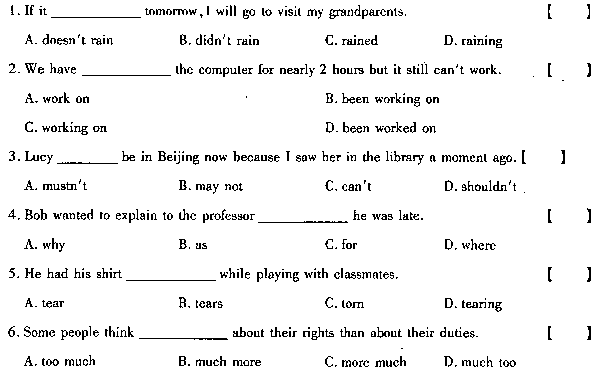 1. If it ____________ tomorrow, I will go to visit my grandparents. 【 】
A. doesn't rain B. didn't rain C. rained D. raining
2. We have ____________ the computer for nearly 2 hours but it still can't work. 【 】
A. work on B. been working on
C. working on D. been worked on
3. Lucy ________ be in Beijing now because I saw her in the library a moment ago. 【 】
A. mustn't B. may not C. can't D. shouldn't
4. Bob wanted to explain to the professor ____________ he was late. 【 】
A. why B. as C. for D. where
5. He had his shirt ____________ while playing with classmates. 【 】
A. tear B. tears C. torn D. tearing
6. Some people think ____________ about their rights than about their duties. 【 】
A. too much B. much more C. more much D. much too